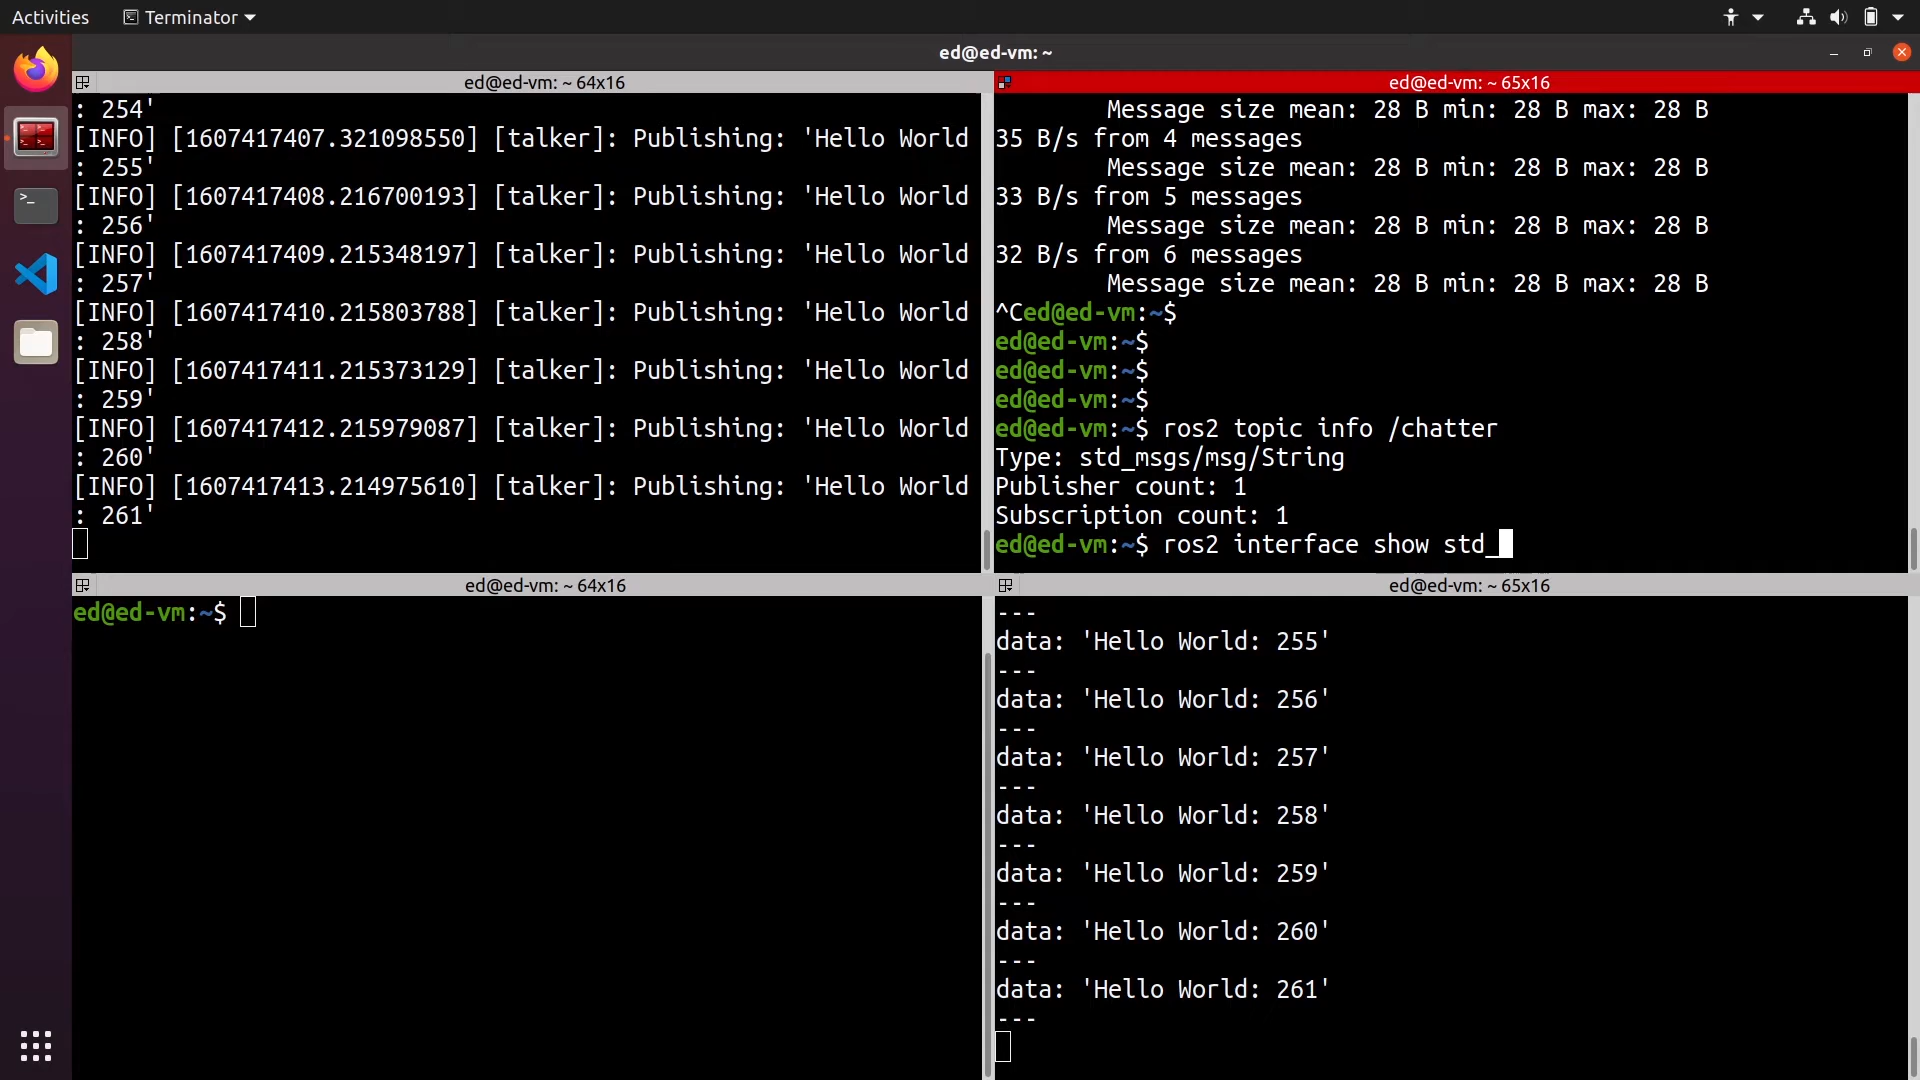 Activities
Terminator
ed@ed-vm: ~
ed@ed-vm: ~ 64x16
: 254'
[INFO] [1607417407.321098550] [talker]: Publishing: 'Hello World
: 255'
[INFO] [1607417408.216700193] [talker]: Publishing: 'Hello World
: 256'
[INFO] [1607417409.215348197] [talker]: Publishing: 'Hello World
: 257'
[INFO] [1607417410.215803788] [talker]: Publishing: 'Hello World
: 258'
[INFO] [1607417411.215373129] [talker]: Publishing: 'Hello World
: 259'
[INFO] [1607417412.215979087] [talker]: Publishing: 'Hello World
: 260'
[INFO] [1607417413.214975610] [talker]: Publishing: 'Hello World
: 261'
ed@ed-vm: ~ 65x16
Message size mean: 28 B min: 28 B max: 28 B
35 B/s from 4 messages
Message size mean: 28 B min: 28 B max: 28 B
33 B/s from 5 messages
Message size mean: 28 B min: 28 B max: 28 B
32 B/s from 6 messages
Message size mean: 28 B min: 28 B max: 28 B
^Ced@ed-vm:~$
ed@ed-vm:~$
ed@ed-vm:~$
ed@ed-vm:~$
ed@ed-vm:~$ ros2 topic info /chatter
Type: std_msgs/msg/String
Publisher count: 1
Subscription count: 1
ed@ed-vm:~$ ros2 interface show std_
ed@ed-vm: ~ 64x16
ed@ed-vm:~$
ed@ed-vm: ~ 65x16
---
data: 'Hello World: 255'
---
data: 'Hello World: 256'
---
data: 'Hello World: 257'
---
data: 'Hello World: 258'
---
data: 'Hello World: 259'
---
data: 'Hello World: 260'
---
data: 'Hello World: 261'
---